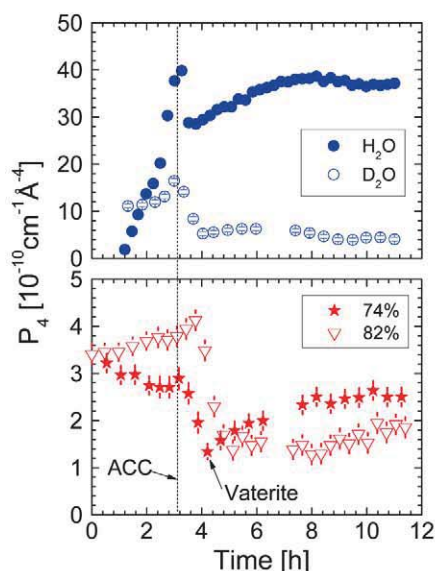 50
40
30
20
10
0
H₂O
D₂O
P₄ [10⁻¹⁰cm⁻¹Å⁻⁴]
5
4
3
2
1
0
74%
82%
ACC
Vaterite
0 2 4 6 8 10 12
Time [h]